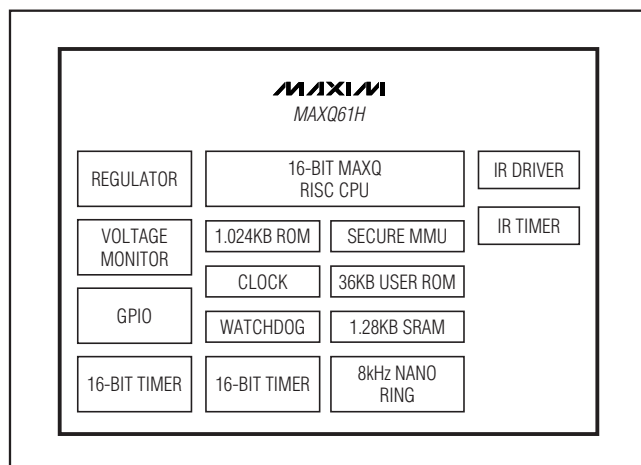 MAXIM
MAXQ61H
REGULATOR
16-BIT MAXQ
RISC CPU
IR DRIVER
VOLTAGE
MONITOR
1.024KB ROM
SECURE MMU
IR TIMER
CLOCK
36KB USER ROM
GPIO
WATCHDOG
1.28KB SRAM
16-BIT TIMER
16-BIT TIMER
8kHz NANO
RING